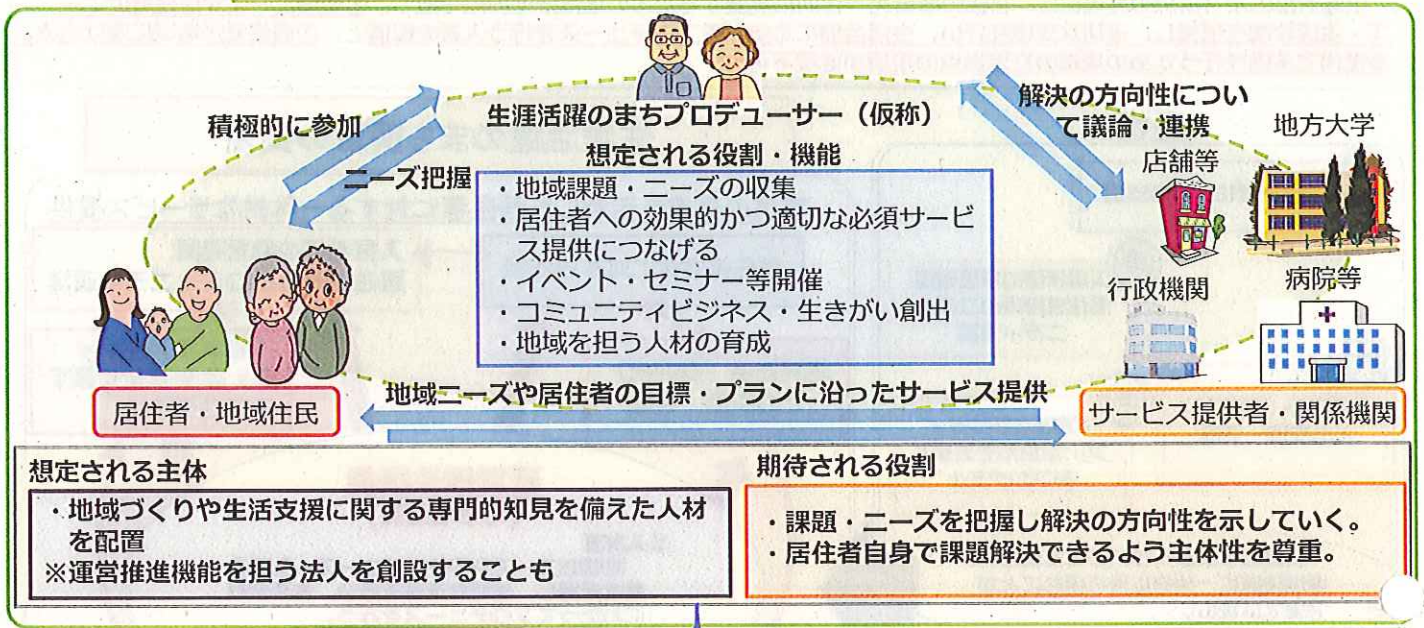 生涯活躍のまちプロデューサー（仮称）
積極的に参加
ニーズ把握
解決の方向性につい
て議論・連携
想定される役割・機能
・地域課題・ニーズの収集
・居住者への効果的かつ適切な必須サービ
ス提供につなげる
・イベント・セミナー等開催
・コミュニティビジネス・生きがい創出
・地域を担う人材の育成
地方大学
店舗等
行政機関
病院等
地域ニーズや居住者の目標・プランに沿ったサービス提供
居住者・地域住民
サービス提供者・関係機関
想定される主体
・地域づくりや生活支援に関する専門的知見を備えた人材
を配置
※運営推進機能を担う法人を創設することも
期待される役割
・課題・ニーズを把握し解決の方向性を示していく。
・居住者自身で課題解決できるよう主体性を尊重。